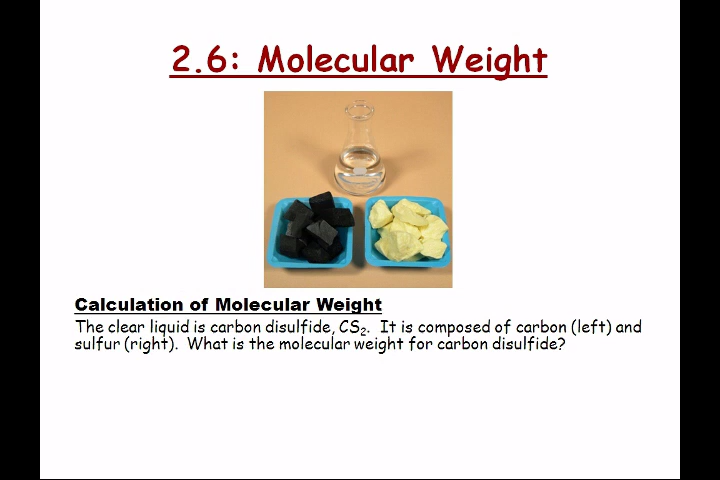 2.6: Molecular Weight
Calculation of Molecular Weight
The clear liquid is carbon disulfide, CS₂.  It is composed of carbon (left) and
sulfur (right).  What is the molecular weight for carbon disulfide?